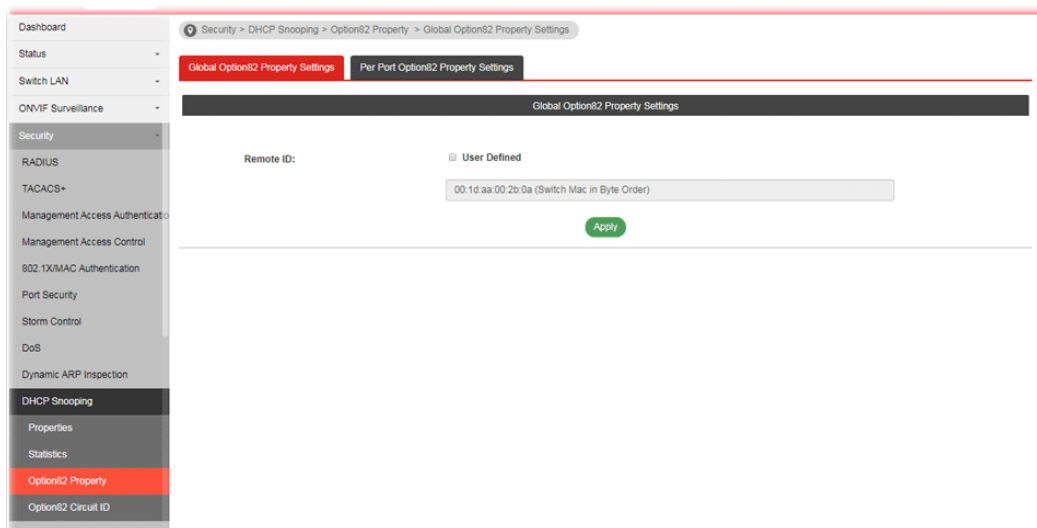 Dashboard
Security > DHCP Snooping > Option82 Property > Global Option82 Property Settings
Status
Global Option82 Property Settings
Per Port Option82 Property Settings
Switch LAN
ONVIF Surveillance
Global Option82 Property Settings
Security
RADIUS
Remote ID:
User Defined
TACACS+
00:1d:aa:00:2b:0a (Switch Mac in Byte Order)
Management Access Authenticatio
Apply
Management Access Control
802.1X/MAC Authentication
Port Security
Storm Control
DoS
Dynamic ARP Inspection
DHCP Snooping
Properties
Statistics
Option82 Property
Option82 Circuit ID